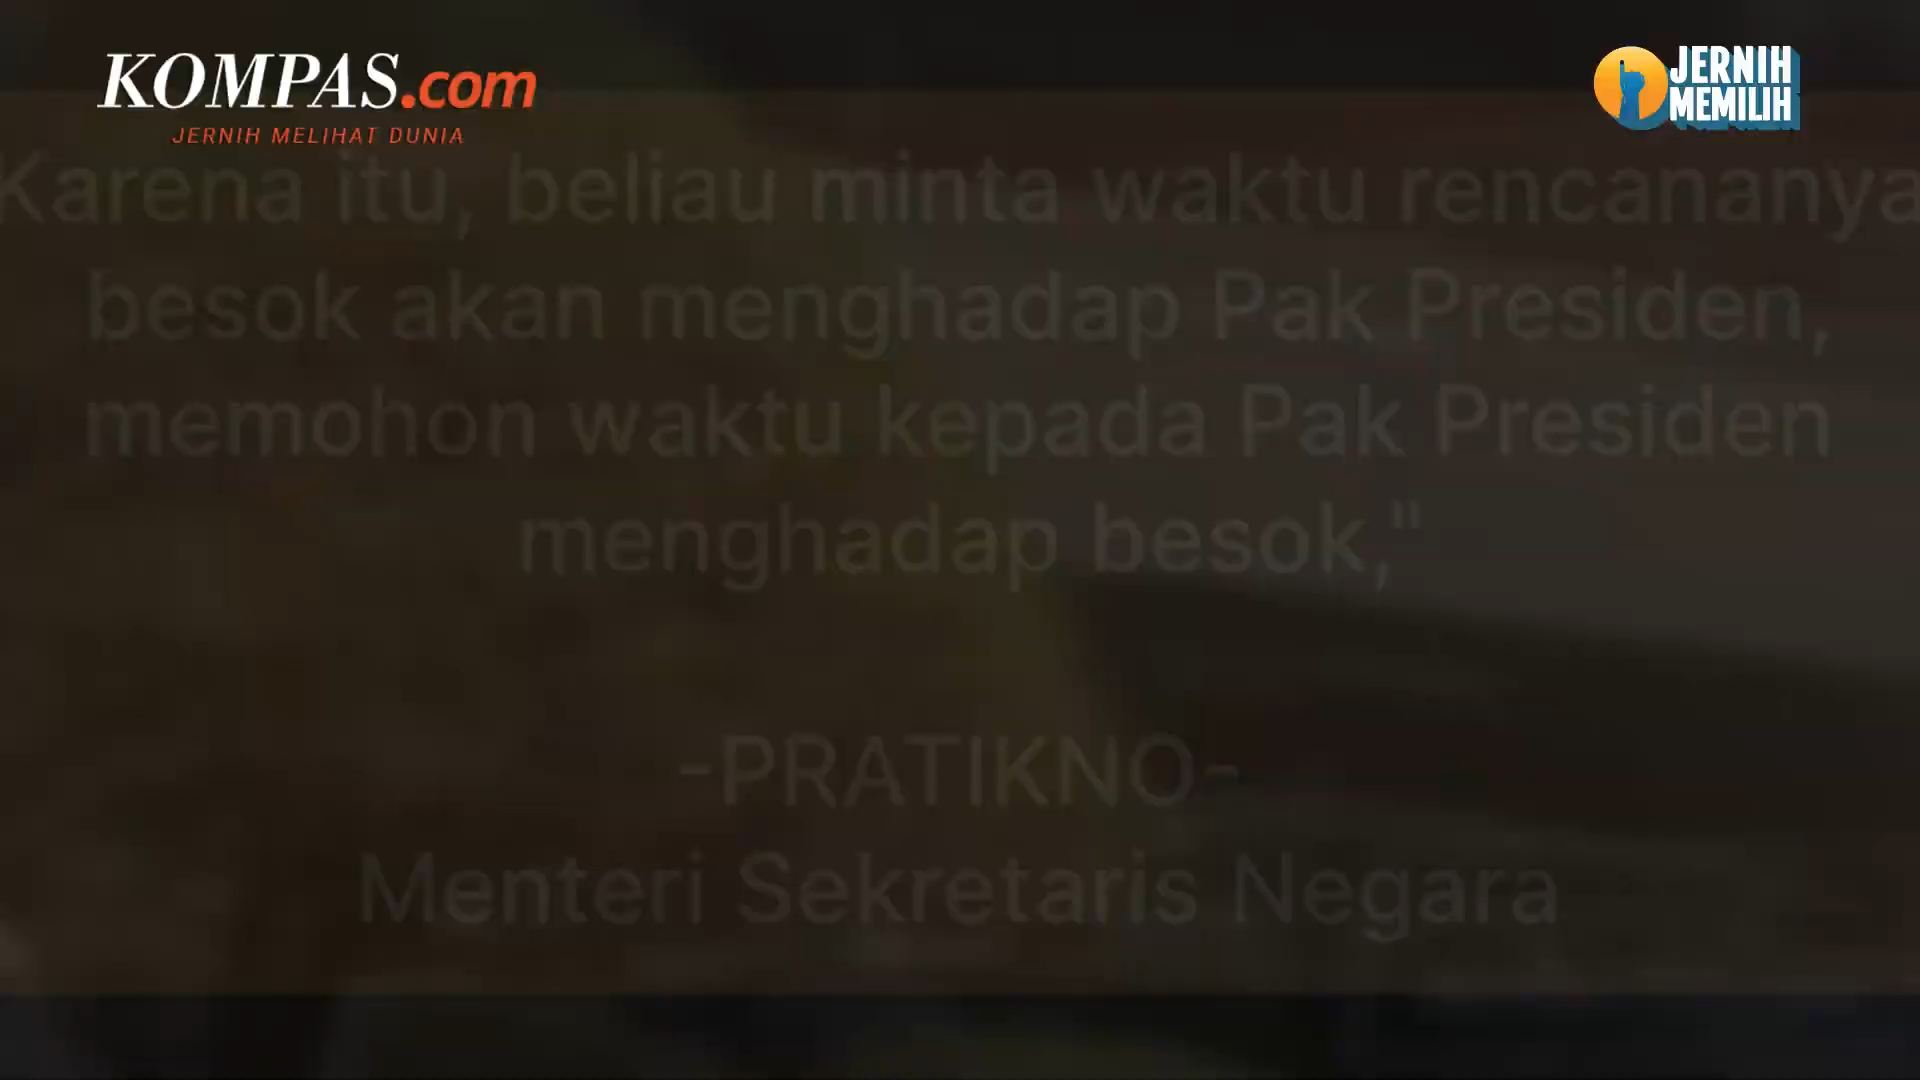 KOMPAS.com
JERNIH MELIHAT DUNIA
JERNIH
MEMILIH
Karena itu, beliau minta waktu rencananya
besok akan menghadap Pak Presiden,
memohon waktu kepada Pak Presiden
menghadap besok,"
-PRATIKNO-
Menteri Sekretaris Negara